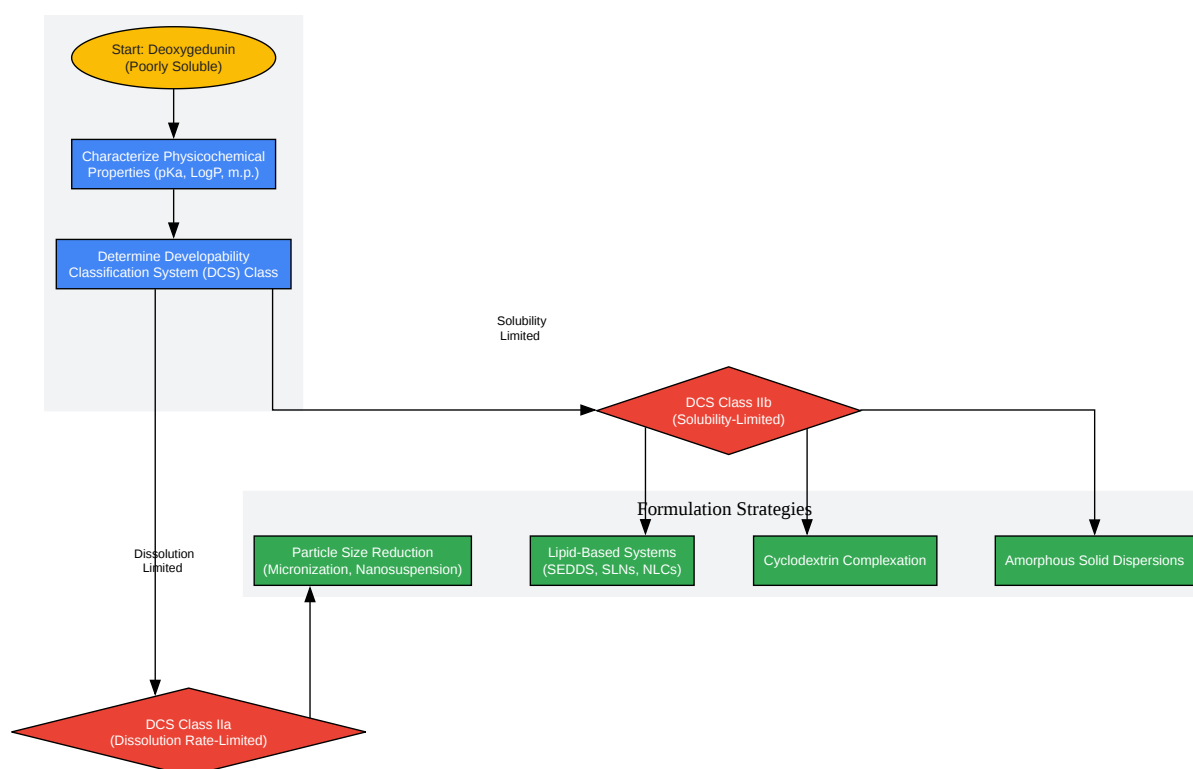 Start: Deoxygedunin
(Poorly Soluble)
Characterize Physicochemical
Properties (pKa, LogP, m.p.)
Determine Developability
Classification System (DCS) Class
Solubility
Limited
DCS Class IIb
(Solubility-Limited)
Formulation Strategies
Dissolution
Limited
Particle Size Reduction
(Micronization, Nanosuspension)
Lipid-Based Systems
(SEDDS, SLNs, NLCs)
Cyclodextrin Complexation
Amorphous Solid Dispersions
DCS Class IIa
(Dissolution Rate-Limited)